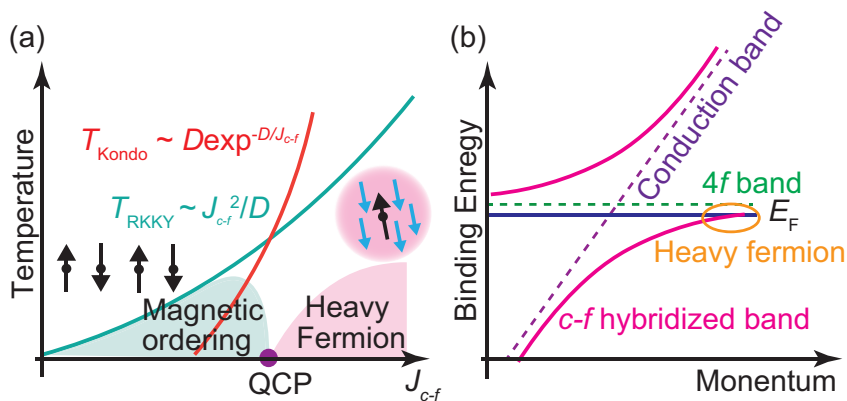 (a)
T_Kondo ~ Dexp^-D/J_c-f
T_RKKY ~ J_c-f^2/D
Temperature
Magnetic
ordering
Heavy
Fermion
QCP
J_c-f
(b)
Conduction band
4f band
E_F
Heavy fermion
c-f hybridized band
Binding Enregy
Momentum